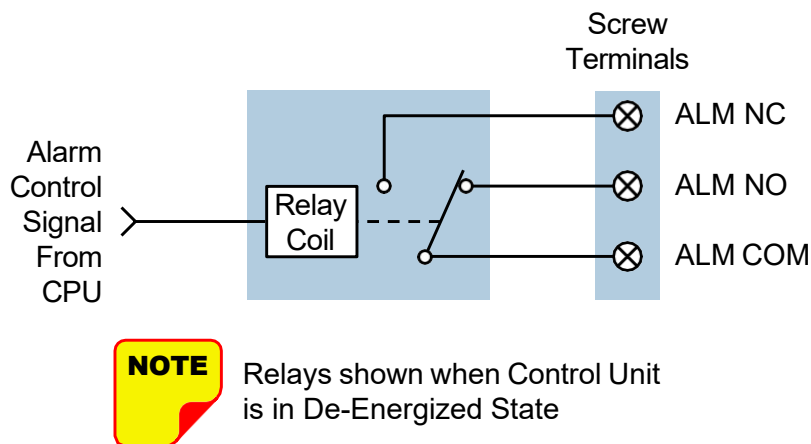 Screw
Terminals
ALM NC
Alarm
Control
Signal
From
CPU
Relay
Coil
ALM NO
ALM COM
NOTE
Relays shown when Control Unit
is in De-Energized State